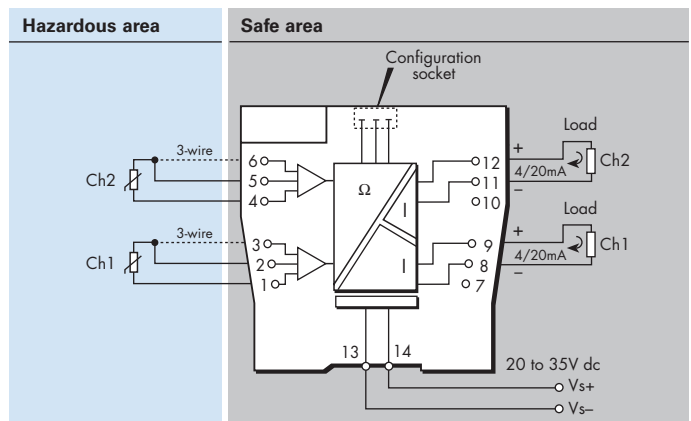 Hazardous area
Safe area
Configuration
socket
3-wire
Ch2
6
5
4
3-wire
Ch1
3
2
1
Ω
I
I
12
11
10
9
8
7
Load
+
4/20mA
–
Ch2
Load
+
4/20mA
–
Ch1
13
14
20 to 35V dc
Vs+
Vs–